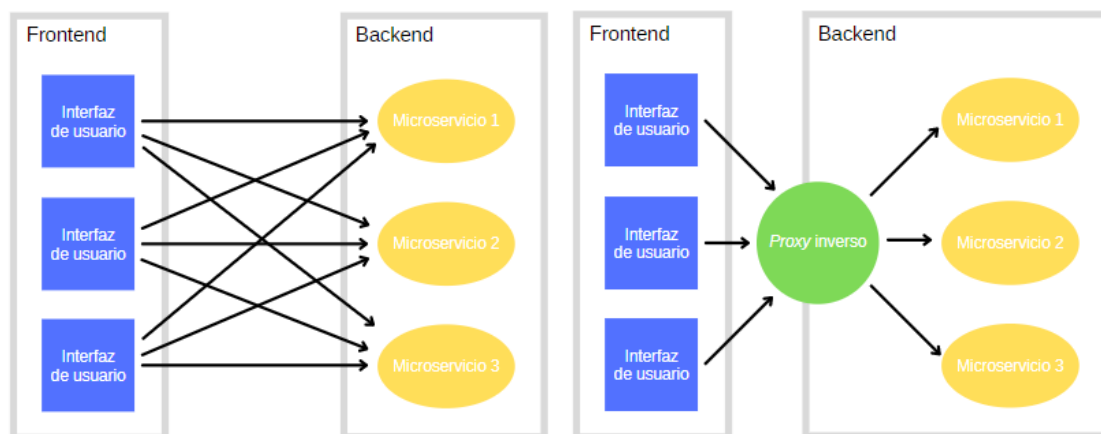 Frontend
Interfaz
de usuario
Interfaz
de usuario
Interfaz
de usuario
Backend
Microservicio 1
Microservicio 2
Microservicio 3
Frontend
Interfaz
de usuario
Interfaz
de usuario
Interfaz
de usuario
Proxy inverso
Backend
Microservicio 1
Microservicio 2
Microservicio 3